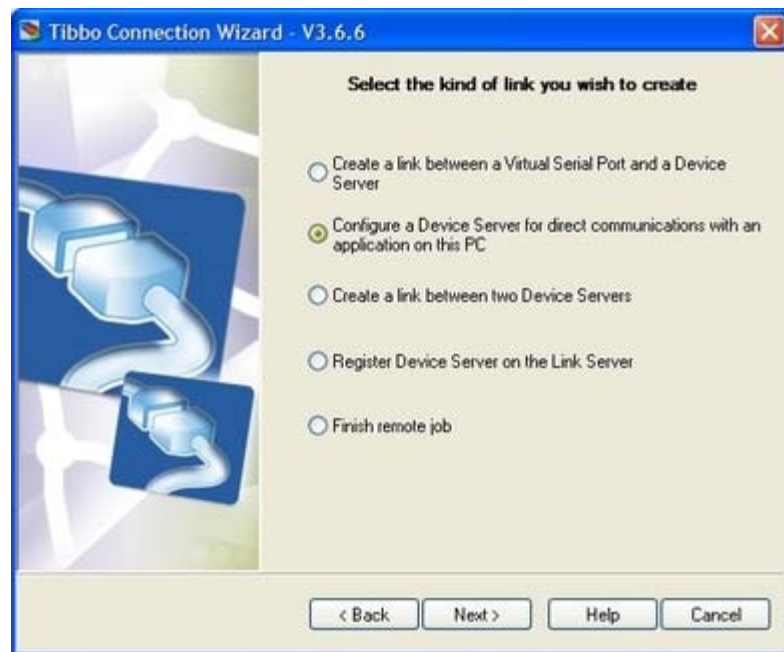 Tibbo Connection Wizard - V3.6.6
Select the kind of link you wish to create
Create a link between a Virtual Serial Port and a Device
Server
Configure a Device Server for direct communications with an
application on this PC
Create a link between two Device Servers
Register Device Server on the Link Server
Finish remote job
< Back Next > Help Cancel